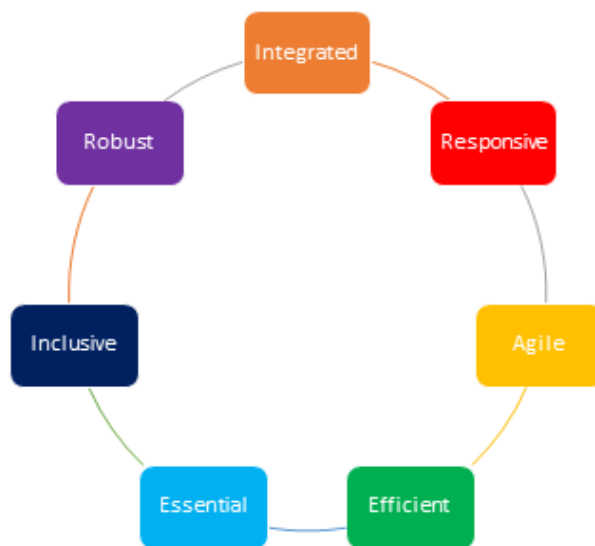 Integrated
Responsive
Agile
Efficient
Essential
Inclusive
Robust